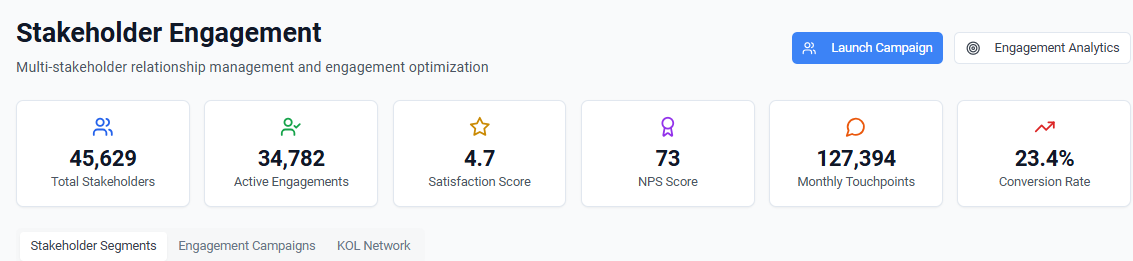 Stakeholder Engagement
Multi-stakeholder relationship management and engagement optimization
Launch Campaign
Engagement Analytics
45,629
Total Stakeholders
34,782
Active Engagements
4.7
Satisfaction Score
73
NPS Score
127,394
Monthly Touchpoints
23.4%
Conversion Rate
Stakeholder Segments
Engagement Campaigns
KOL Network